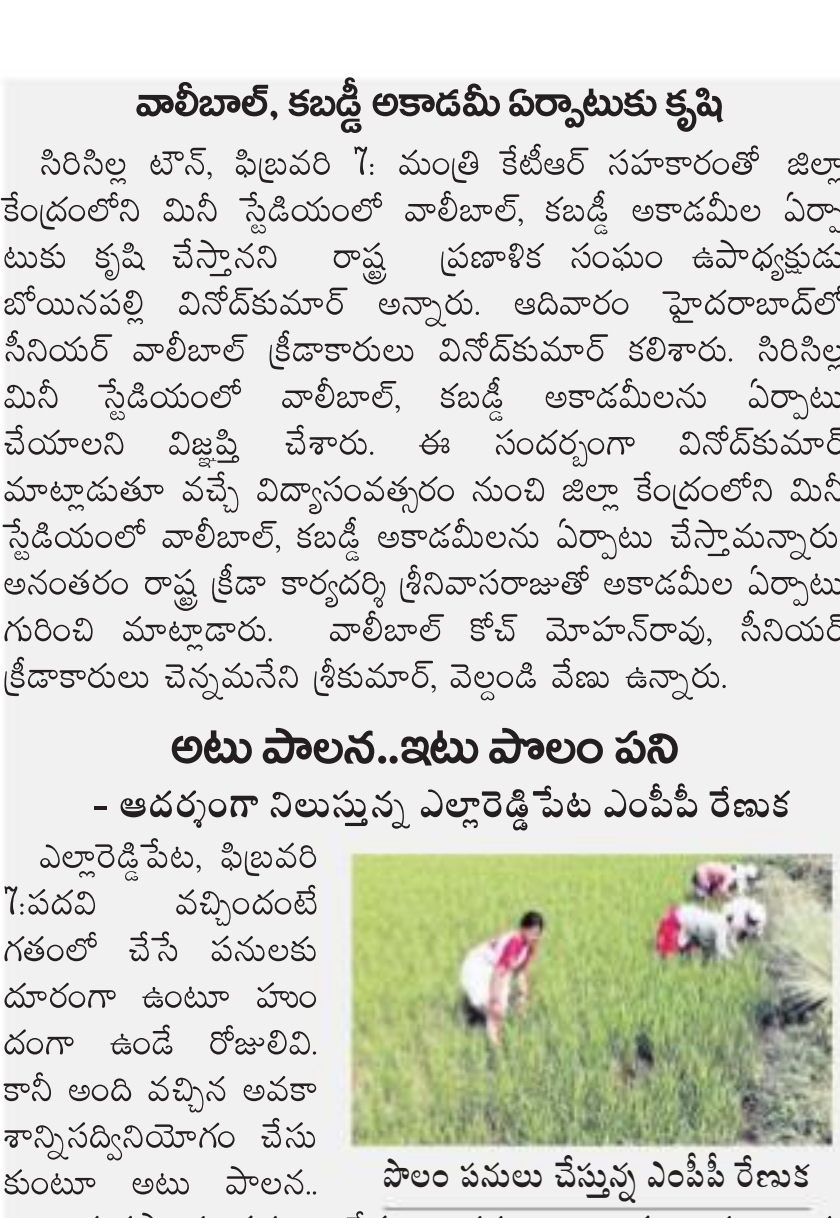 వాలీబాల్, కబడ్డీ అకాడమీ ఏర్పాటుకు కృషి
సిరిసిల్ల టౌన్, ఫిబ్రవరి 7: మంత్రి కేటీఆర్ సహకారంతో జిల్లా
కేంద్రంలోని మినీ స్టేడియంలో వాలీబాల్, కబడ్డీ అకాడమీల ఏర్పా
టుకు కృషి చేస్తానని రాష్ట్ర ప్రణాళిక సంఘం ఉపాధ్యక్షుడు
బోయినపల్లి వినోద్‌కుమార్ అన్నారు. ఆదివారం హైదరాబాద్‌లో
సీనియర్ వాలీబాల్ క్రీడాకారులు వినోద్‌కుమార్ కలిశారు. సిరిసిల్ల
మినీ స్టేడియంలో వాలీబాల్, కబడ్డీ అకాడమీలను ఏర్పాటు
చేయాలని విజ్ఞప్తి చేశారు. ఈ సందర్భంగా వినోద్‌కుమార్
మాట్లాడుతూ వచ్చే విద్యాసంవత్సరం నుంచి జిల్లా కేంద్రంలోని మినీ
స్టేడియంలో వాలీబాల్, కబడ్డీ అకాడమీలను ఏర్పాటు చేస్తామన్నారు
అనంతరం రాష్ట్ర క్రీడా కార్యదర్శి శ్రీనివాసరాజుతో అకాడమీల ఏర్పాటు
గురించి మాట్లాడారు. వాలీబాల్ కోచ్ మోహన్‌రావు, సీనియర్
క్రీడాకారులు చెన్నమనేని శ్రీకుమార్, వెల్దండి వేణు ఉన్నారు.
అటు పాలన..ఇటు పొలం పని
- ఆదర్శంగా నిలుస్తున్న ఎల్లారెడ్డిపేట ఎంపీపీ రేణుక
ఎల్లారెడ్డిపేట, ఫిబ్రవరి
7:పదవి వచ్చిందంటే
గతంలో చేసే పనులకు
దూరంగా ఉంటూ హుం
దంగా ఉండే రోజులివి.
కానీ అంది వచ్చిన అవకా
శాన్నిసద్వినియోగం చేసు
కుంటూ అటు పాలన..
పొలం పనులు చేస్తున్న ఎంపీపీ రేణుక